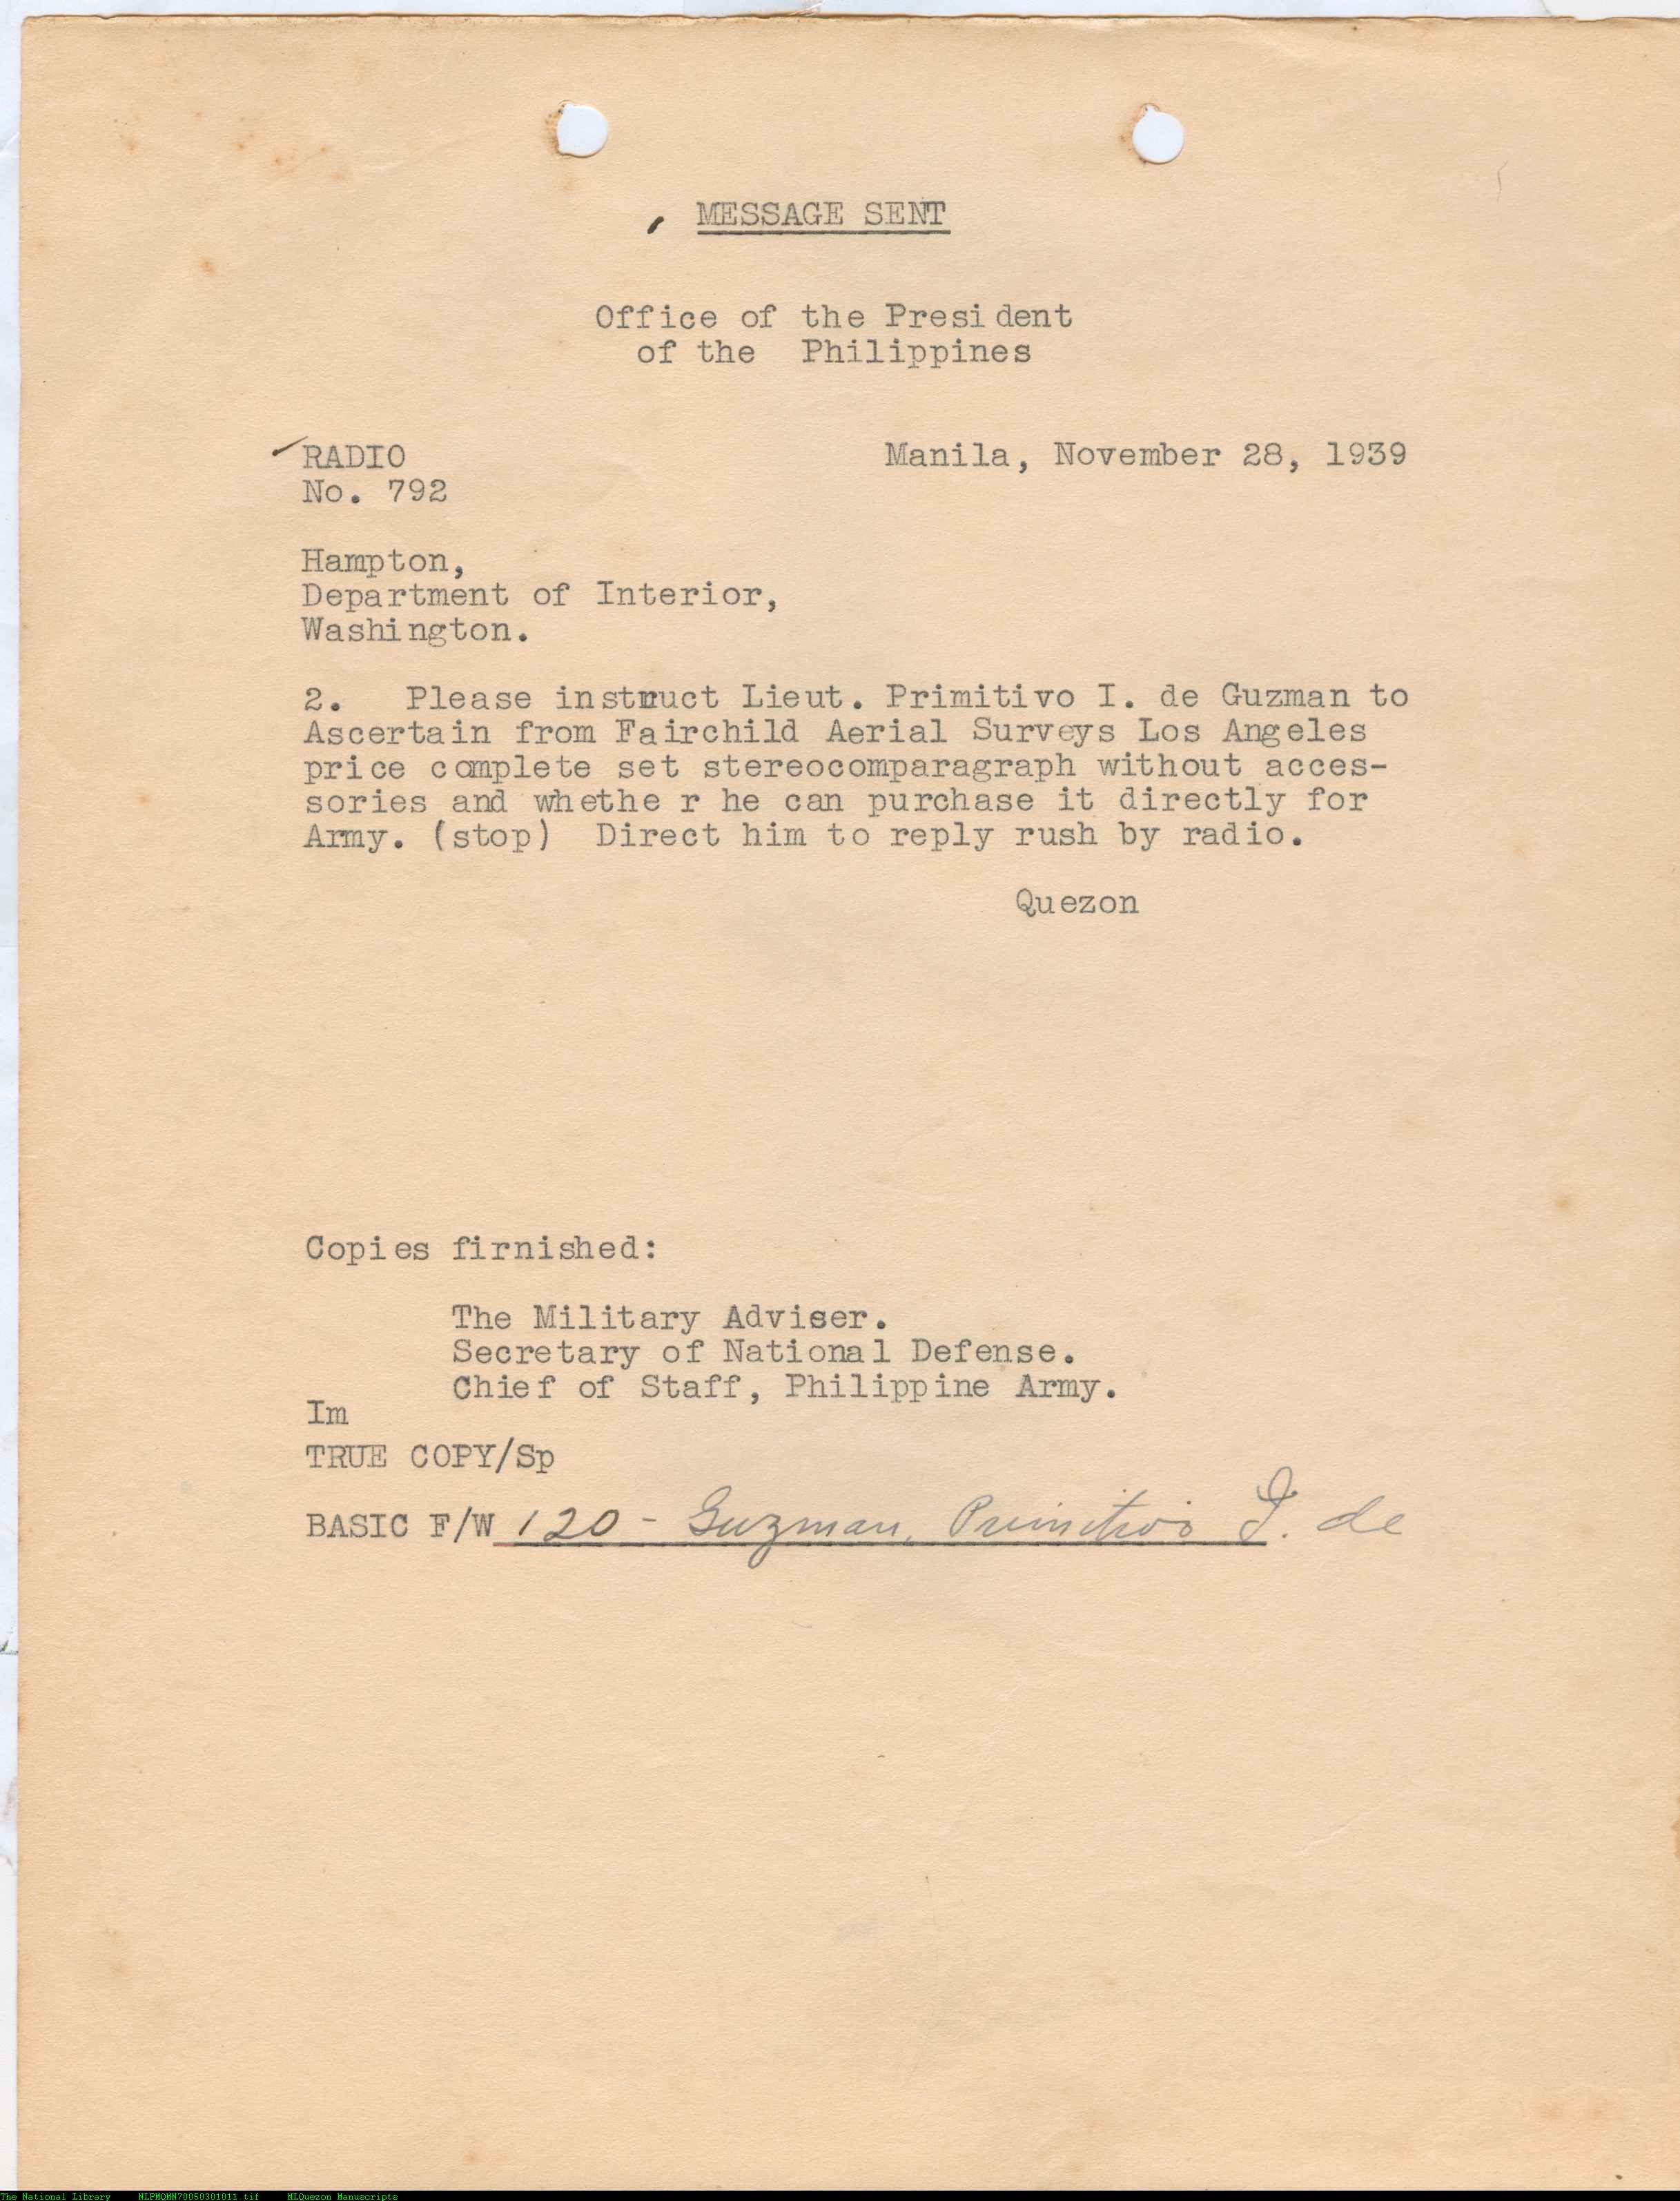 MESSAGE SENT
Office of the President
of the Philippines
RADIO Manila, November 28, 1939
No. 792
Hampton,
Department of Interior,
Washington.
2. Please instruct Lieut. Primitivo I. de Guzman to
Ascertain from Fairchild Aerial Surveys Los Angeles
price complete set stereocomparagraph without acces-
sories and whethe r he can purchase it directly for
Army. (stop) Direct him to reply rush by radio.
Quezon
Copies firnished:
The Military Adviser.
Secretary of National Defense.
Chief of Staff, Philippine Army.
Im
TRUE COPY/Sp
BASIC F/W 120 - Guzman, Primitivo I. de
The National Library NLPMQMN70050301011.tif MLQuezon Manuscripts